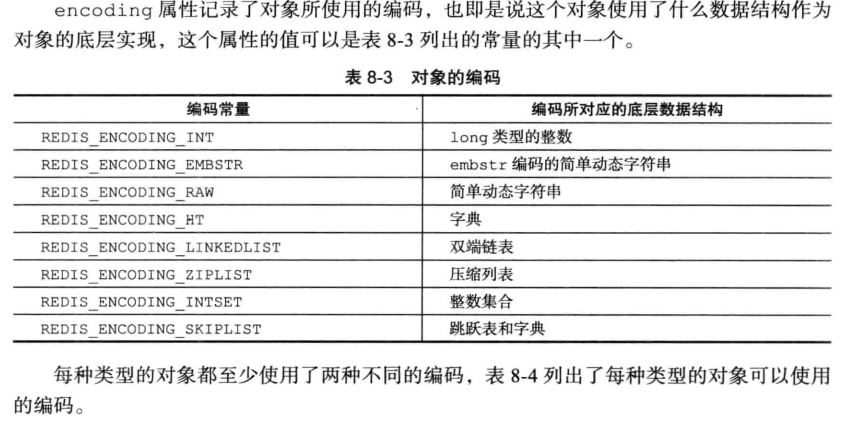 encoding 属性记录了对象所使用的编码，也即是说这个对象使用了什么数据结构作为
对象的底层实现，这个属性的值可以是表 8-3 列出的常量的其中一个。
表 8-3 对象的编码
编码常量 编码所对应的底层数据结构
REDIS_ENCODING_INT long 类型的整数
REDIS_ENCODING_EMBSTR embstr 编码的简单动态字符串
REDIS_ENCODING_RAW 简单动态字符串
REDIS_ENCODING_HT 字典
REDIS_ENCODING_LINKEDLIST 双端链表
REDIS_ENCODING_ZIPLIST 压缩列表
REDIS_ENCODING_INTSET 整数集合
REDIS_ENCODING_SKIPLIST 跳跃表和字典
每种类型的对象都至少使用了两种不同的编码，表 8-4 列出了每种类型的对象可以使用
的编码。